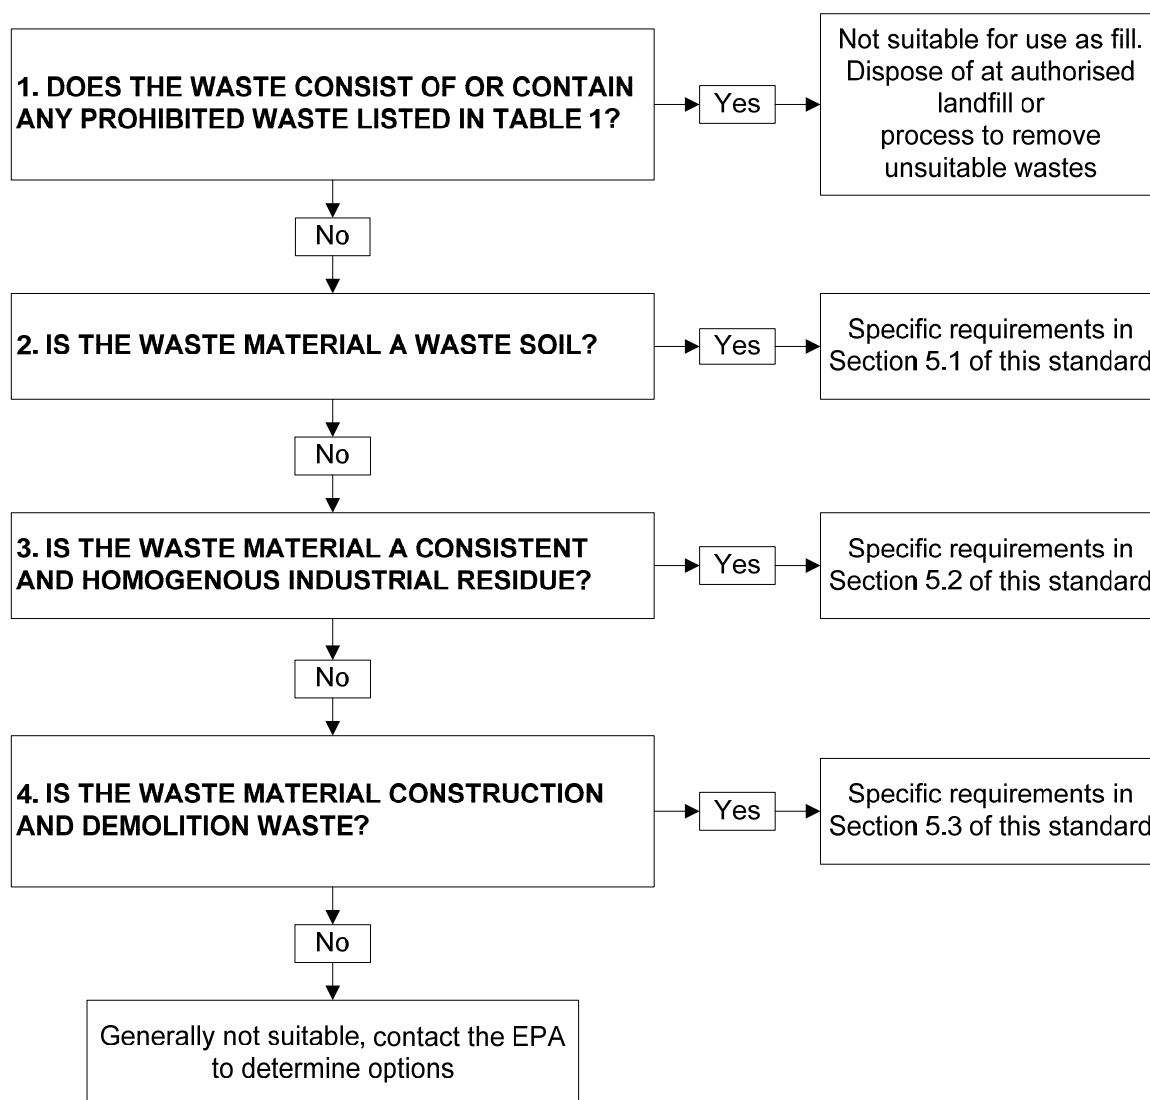 1. DOES THE WASTE CONSIST OF OR CONTAIN
ANY PROHIBITED WASTE LISTED IN TABLE 1?
Yes
Not suitable for use as fill.
Dispose of at authorised
landfill or
process to remove
unsuitable wastes
No
2. IS THE WASTE MATERIAL A WASTE SOIL?
Yes
Specific requirements in
Section 5.1 of this standard
No
3. IS THE WASTE MATERIAL A CONSISTENT
AND HOMOGENOUS INDUSTRIAL RESIDUE?
Yes
Specific requirements in
Section 5.2 of this standard
No
4. IS THE WASTE MATERIAL CONSTRUCTION
AND DEMOLITION WASTE?
Yes
Specific requirements in
Section 5.3 of this standard
No
Generally not suitable, contact the EPA
to determine options